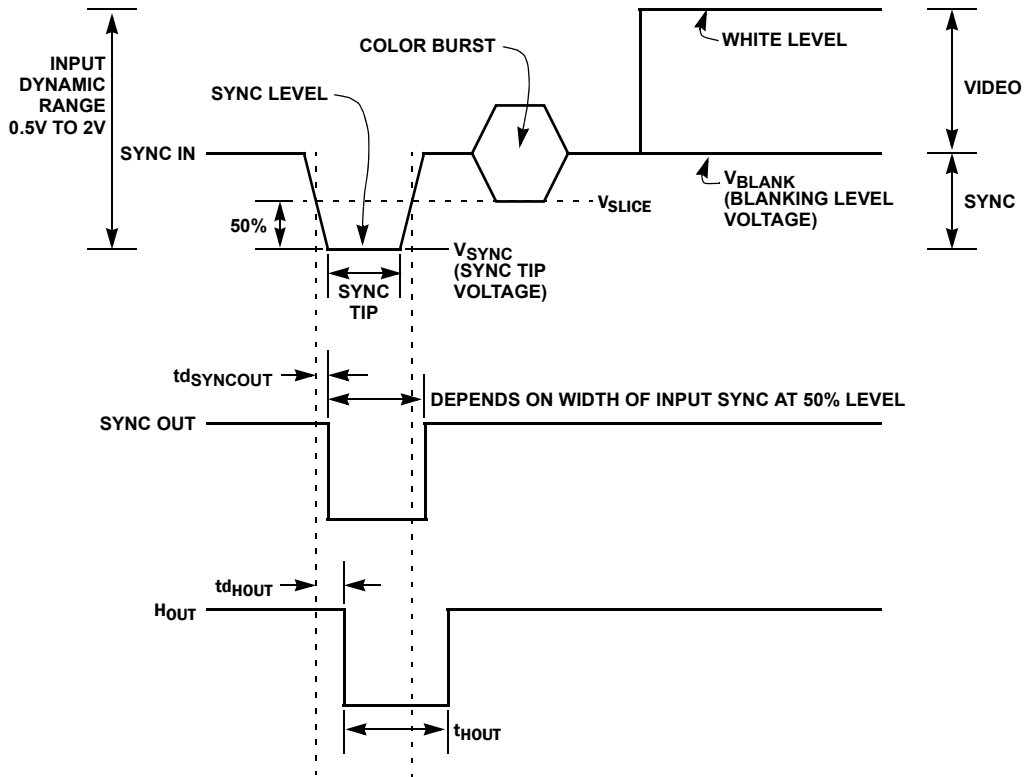 INPUT
DYNAMIC
RANGE
0.5V TO 2V
COLOR BURST
WHITE LEVEL
SYNC LEVEL
VIDEO
SYNC IN
VBLANK
(BLANKING LEVEL
VOLTAGE)
SYNC
VSLICE
50%
VSYNC
(SYNC TIP
VOLTAGE)
SYNC
TIP
tdSYNCOUT
DEPENDS ON WIDTH OF INPUT SYNC AT 50% LEVEL
SYNC OUT
tdHOUT
HOUT
tHOUT